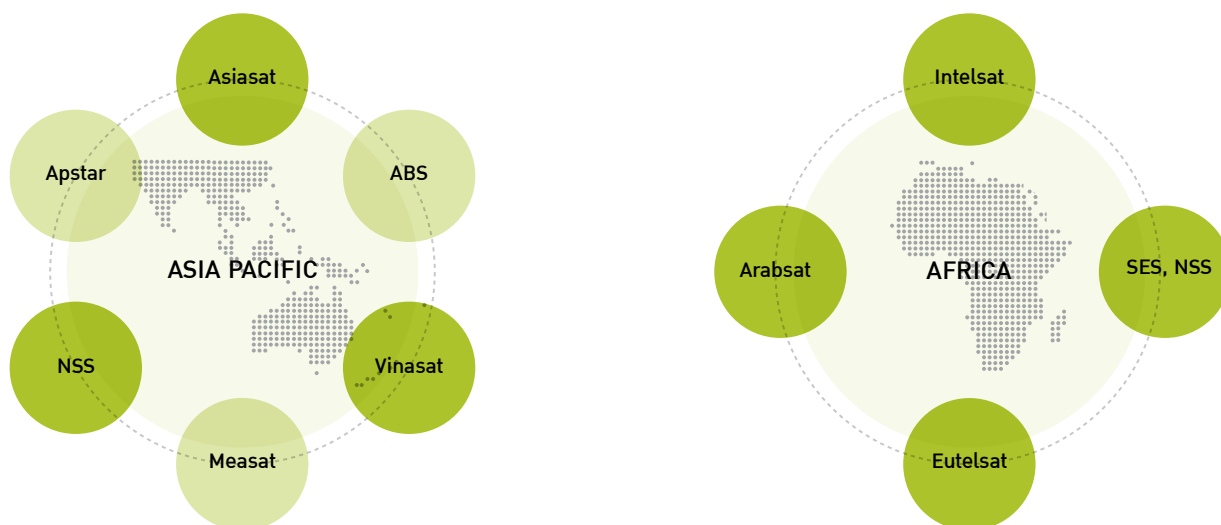 Asiasat
Apstar
ABS
ASIA PACIFIC
NSS
Vinasat
Measat
Intelsat
Arabsat
AFRICA
SES, NSS
Eutelsat